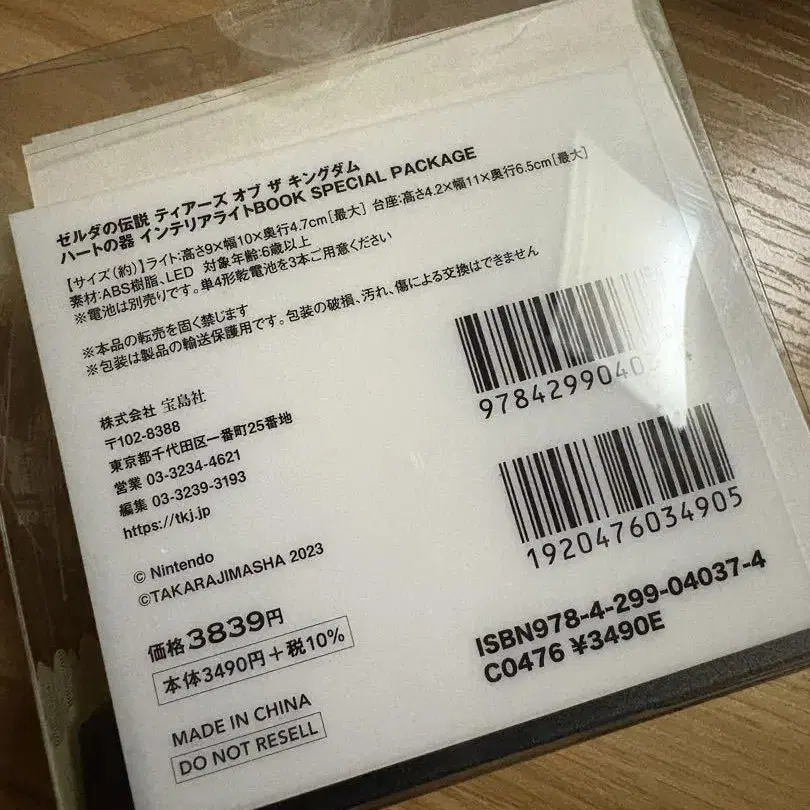 ゼルダの伝説 ティアーズ オブ ザ キングダム
ハートの器 インテリアライトBOOK SPECIAL PACKAGE
【サイズ(約)】ライト:高さ9×幅10×奥行4.7cm[最大] 台座:高さ4.2×幅11×奥行6.5cm[最大]
素材:ABS樹脂、LED 対象年齢:6歳以上
※電池は別売りです。単4形乾電池を3本ご用意ください
※本品の転売を固く禁じます
※包装は製品の輸送保護用です。包装の破損、汚れ、傷による交換はできません
株式会社 宝島社
〒102-8388
東京都千代田区一番町25番地
営業 03-3234-4621
編集 03-3239-3193
https://tkj.jp
© Nintendo
©TAKARAJIMASHA 2023
価格3839円
本体3490円+税10%
MADE IN CHINA
DO NOT RESELL
978429904
1920476034905
ISBN978-4-299-04037-4
C0476 ¥3490E